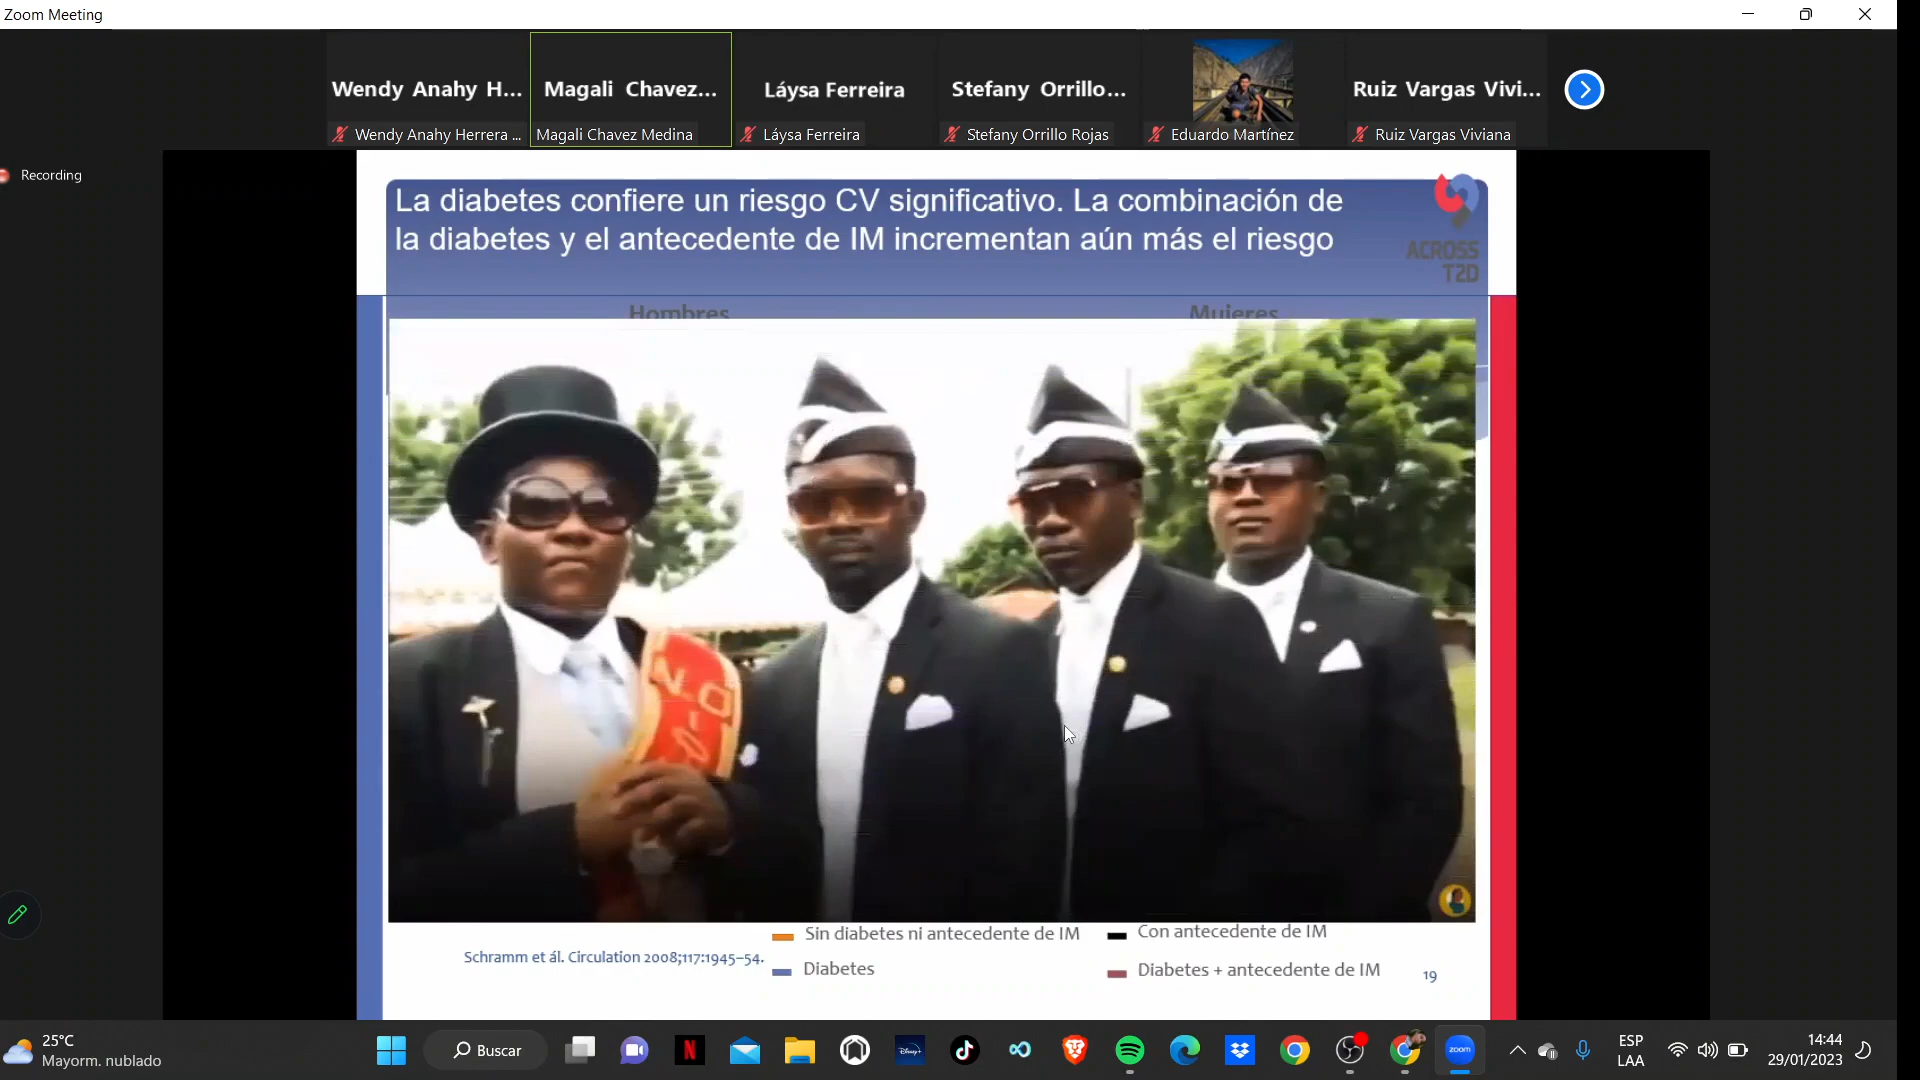 Zoom Meeting
Wendy Anahy H...
Magali Chavez...
Láysa Ferreira
Stefany Orrillo...
Ruiz Vargas Vivi...
Wendy Anahy Herrera ...
Magali Chavez Medina
Láysa Ferreira
Stefany Orrillo Rojas
Eduardo Martínez
Ruiz Vargas Viviana
Recording
La diabetes confiere un riesgo CV significativo. La combinación de
la diabetes y el antecedente de IM incrementan aún más el riesgo
ACROSS
T2D
Hombres
Mujeres
Sin diabetes ni antecedente de IM
Con antecedente de IM
Schramm et ál. Circulation 2008;117:1945–54.
Diabetes
Diabetes + antecedente de IM
19
25°C
Mayorm. nublado
Buscar
N
Disney+
zoom
ESP
LAA
14:44
29/01/2023